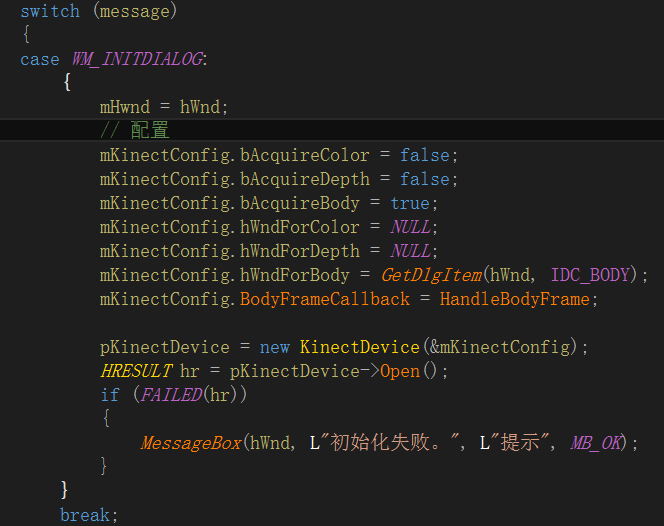 switch (message)
{
case WM_INITDIALOG:
{
mHwnd = hWnd;
// 配置
mKinectConfig.bAcquireColor = false;
mKinectConfig.bAcquireDepth = false;
mKinectConfig.bAcquireBody = true;
mKinectConfig.hWndForColor = NULL;
mKinectConfig.hWndForDepth = NULL;
mKinectConfig.hWndForBody = GetDlgItem(hWnd, IDC_BODY);
mKinectConfig.BodyFrameCallback = HandleBodyFrame;
pKinectDevice = new KinectDevice(&mKinectConfig);
HRESULT hr = pKinectDevice->Open();
if (FAILED(hr))
{
MessageBox(hWnd, L"初始化失败。", L"提示", MB_OK);
}
}
break;